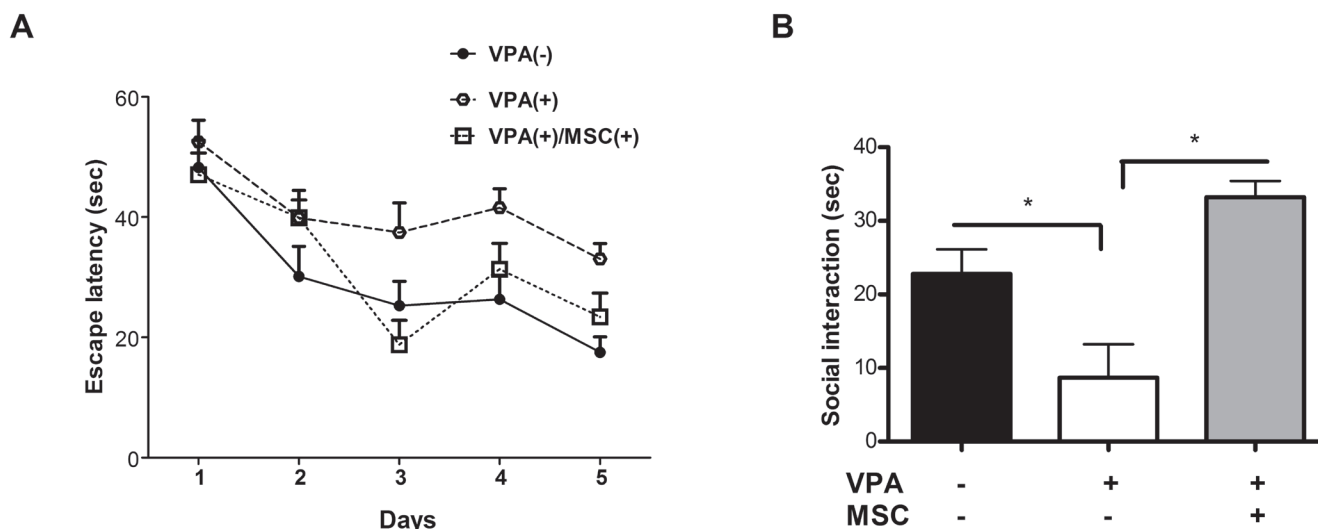 A
VPA(-)
VPA(+)
VPA(+)/MSC(+)
Escape latency (sec)
60
40
20
0
1 2 3 4 5
Days
B
Social interaction (sec)
40
30
20
10
0
*
*
VPA - + +
MSC - - +